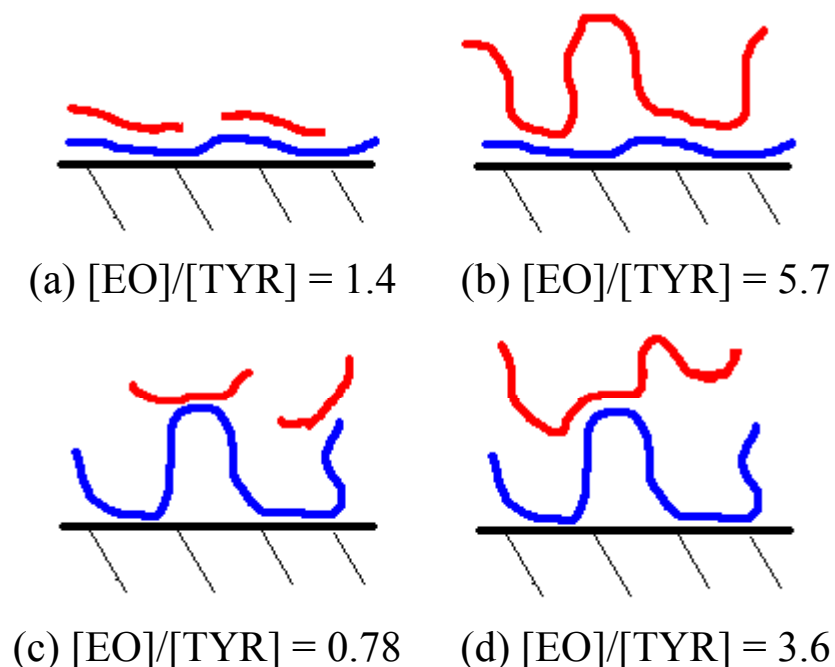 (a) [EO]/[TYR] = 1.4
(b) [EO]/[TYR] = 5.7
(c) [EO]/[TYR] = 0.78
(d) [EO]/[TYR] = 3.6